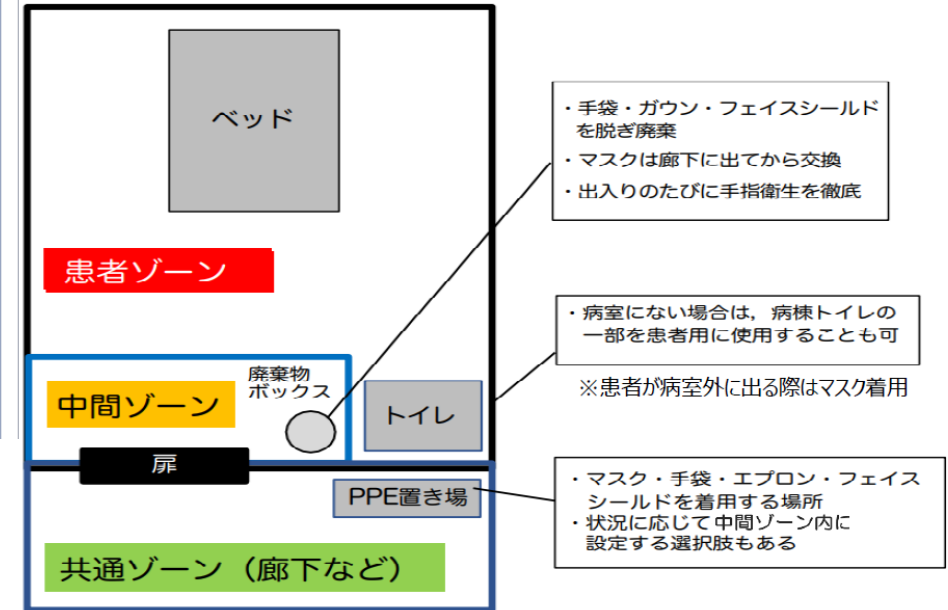 ベッド
・手袋・ガウン・フェイスシールド
を脱ぎ廃棄
・マスクは廊下に出てから交換
・出入りのたびに手指衛生を徹底
患者ゾーン
・病室にない場合は，病棟トイレの
一部を患者用に使用することも可
※患者が病室外に出る際はマスク着用
中間ゾーン
廃棄物
ボックス
トイレ
扉
PPE置き場
・マスク・手袋・エプロン・フェイス
シールドを着用する場所
・状況に応じて中間ゾーン内に
設定する選択肢もある
共通ゾーン（廊下など）